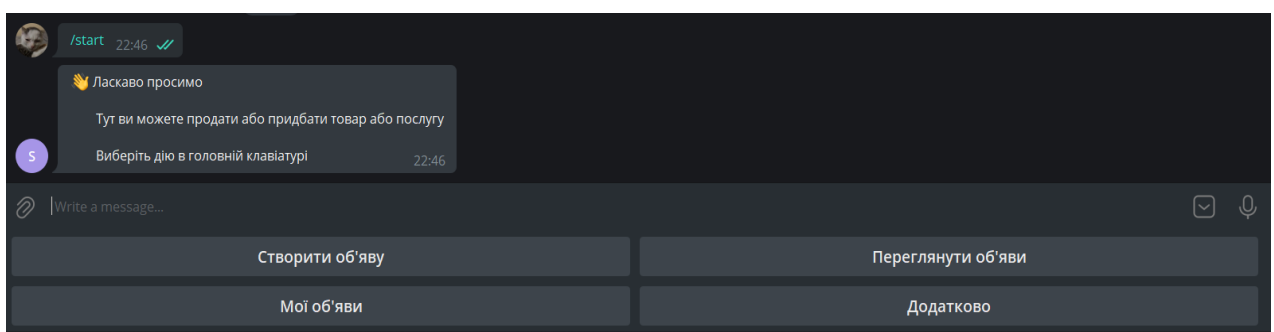 /start 22:46
👋 Ласкаво просимо
Тут ви можете продати або придбати товар або послугу
Виберіть дію в головній клавіатурі 22:46
S
Write a message...
Створити об'яву
Переглянути об'яви
Мої об'яви
Додатково